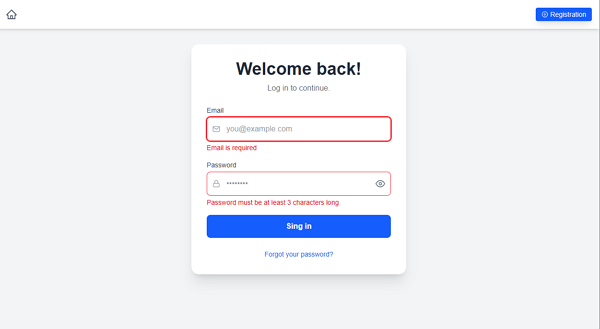 Registration
Welcome back!
Log in to continue.
Email
you@example.com
Email is required
Password
••••••••
Password must be at least 3 characters long
Sing in
Forgot your password?